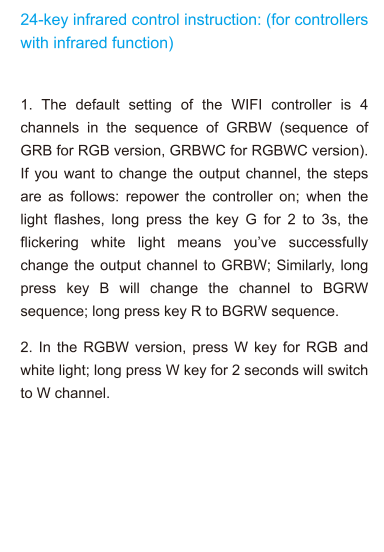 24-key infrared control instruction: (for controllers
with infrared function)
1. The default setting of the WIFI controller is 4
channels in the sequence of GRBW (sequence of
GRB for RGB version, GRBWC for RGBWC version).
If you want to change the output channel, the steps
are as follows: repower the controller on; when the
light flashes, long press the key G for 2 to 3s, the
flickering white light means you've successfully
change the output channel to GRBW; Similarly, long
press key B will change the channel to BGRW
sequence; long press key R to BGRW sequence.
2. In the RGBW version, press W key for RGB and
white light; long press W key for 2 seconds will switch
to W channel.